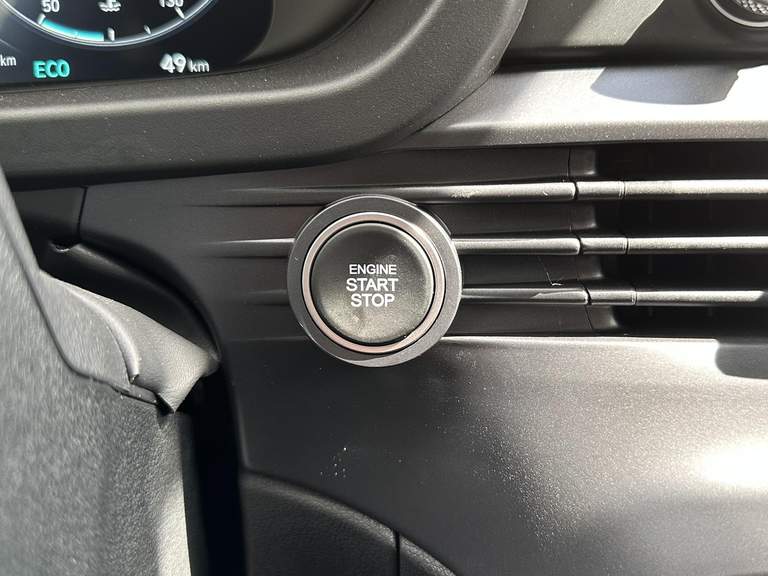 50 130
km
ECO 49 km
ENGINE
START
STOP